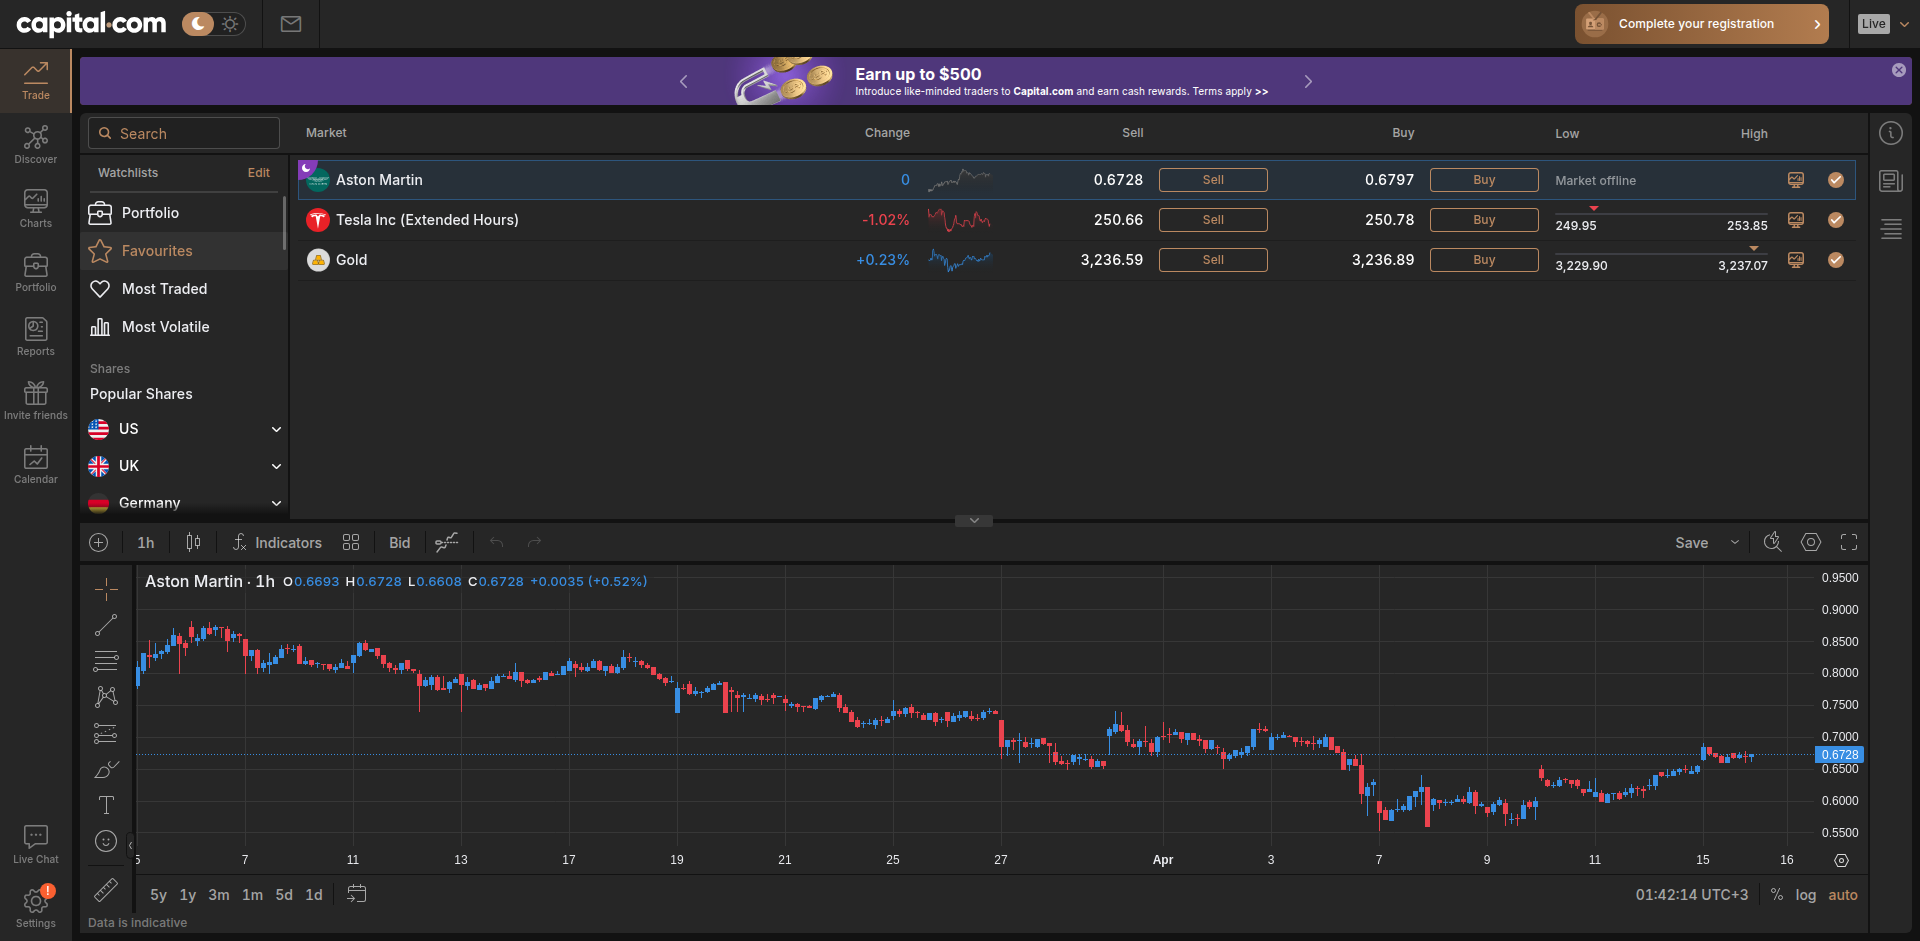 capital.com
Complete your registration
Live
Trade
Discover
Charts
Portfolio
Reports
Invite friends
Calendar
Live Chat
!
Settings
Earn up to $500
Introduce like-minded traders to Capital.com and earn cash rewards. Terms apply >>
Search
Watchlists Edit
Portfolio
Favourites
Most Traded
Most Volatile
Shares
Popular Shares
US
UK
Germany
Market Change Sell Buy Low High
Aston Martin 0 0.6728 Sell 0.6797 Buy Market offline
Tesla Inc (Extended Hours) -1.02% 250.66 Sell 250.78 Buy 249.95 253.85
Gold +0.23% 3,236.59 Sell 3,236.89 Buy 3,229.90 3,237.07
1h Indicators Bid Save
Aston Martin · 1h O0.6693 H0.6728 L0.6608 C0.6728 +0.0035 (+0.52%)
0.9500
0.9000
0.8500
0.8000
0.7500
0.7000
0.6728
0.6500
0.6000
0.5500
5 7 11 13 17 19 21 25 27 Apr 3 7 9 11 15 16
5y 1y 3m 1m 5d 1d 01:42:14 UTC+3 % log auto
Data is indicative